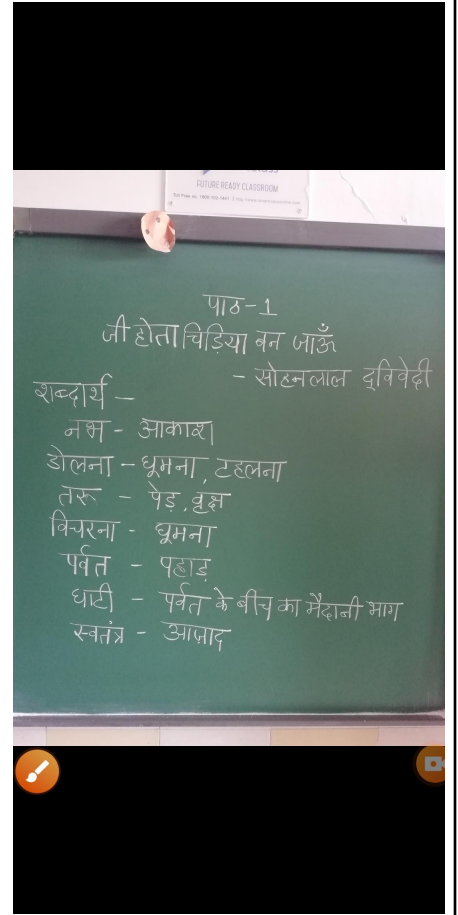 FUTURE READY CLASSROOM
पाठ-1
जी होता चिड़िया बन जाऊँ
- सोहनलाल द्विवेदी
शब्दार्थ -
नभ - आकाश
डोलना - घूमना, टहलना
तरू - पेड़, वृक्ष
विचरना - घूमना
पर्वत - पहाड़
घाटी - पर्वत के बीच का मैदानी भाग
स्वतंत्र - आज़ाद